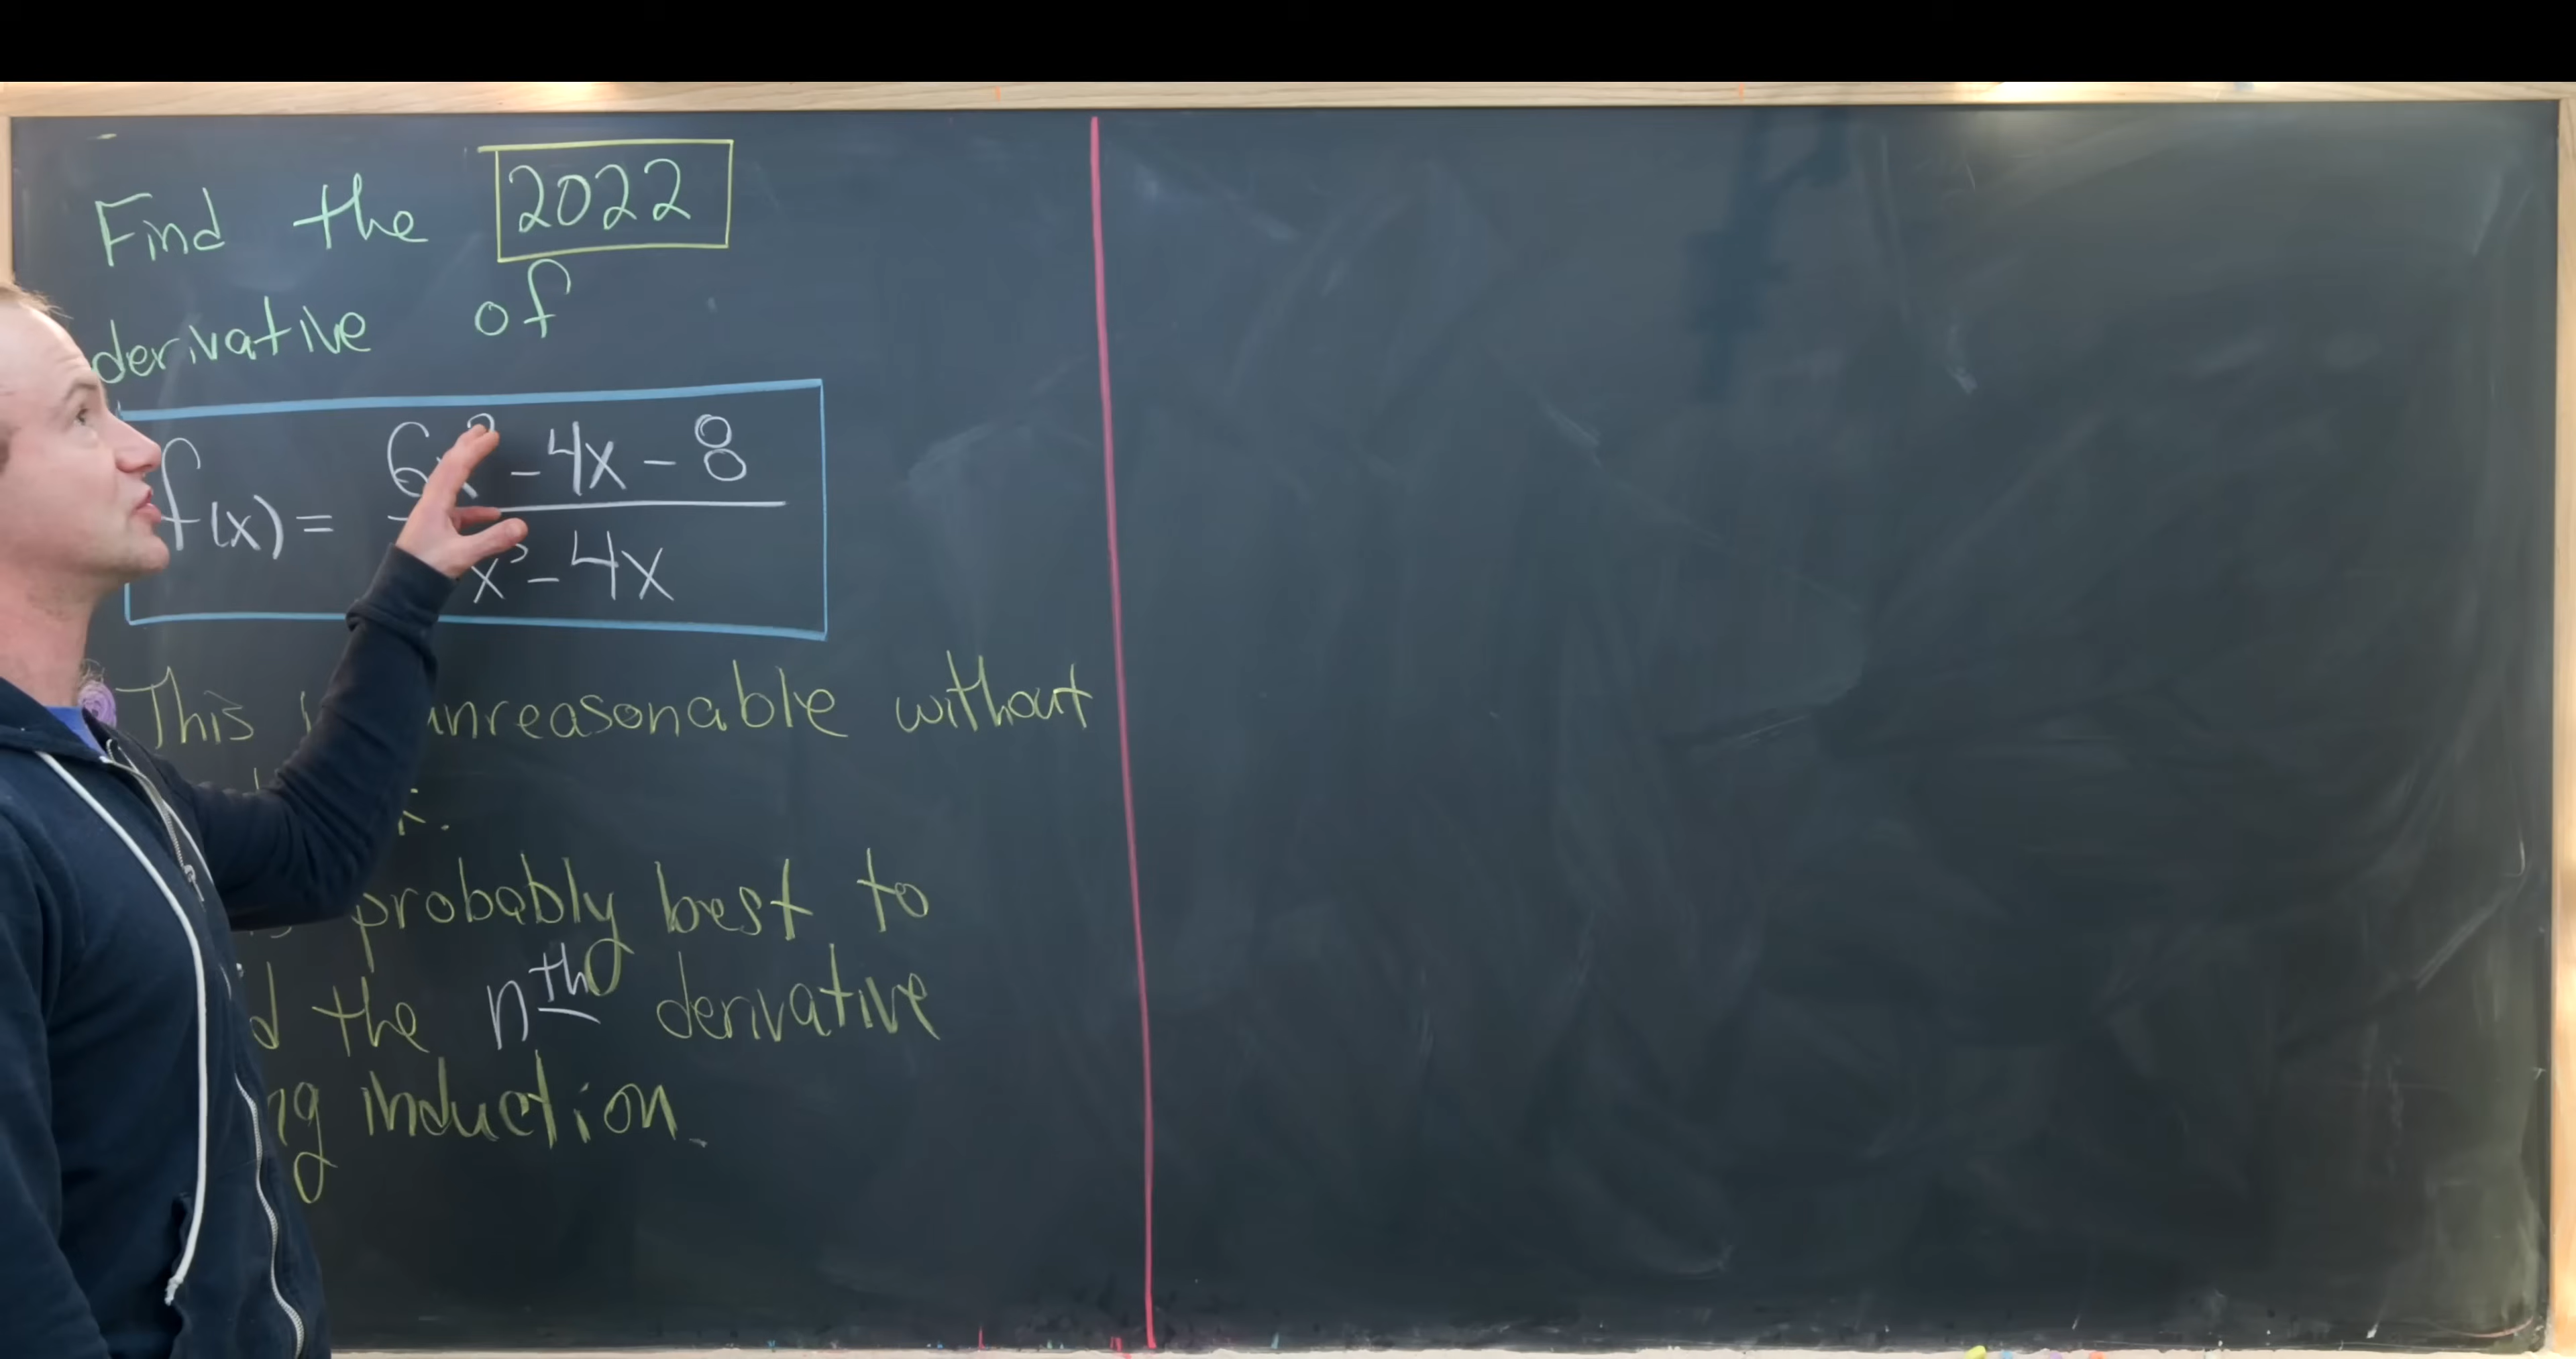 Find the 2022
derivative of
f(x) = 6x² - 4x - 8
x³ - 4x
This unreasonable without
probably best to
the nth derivative
induction.